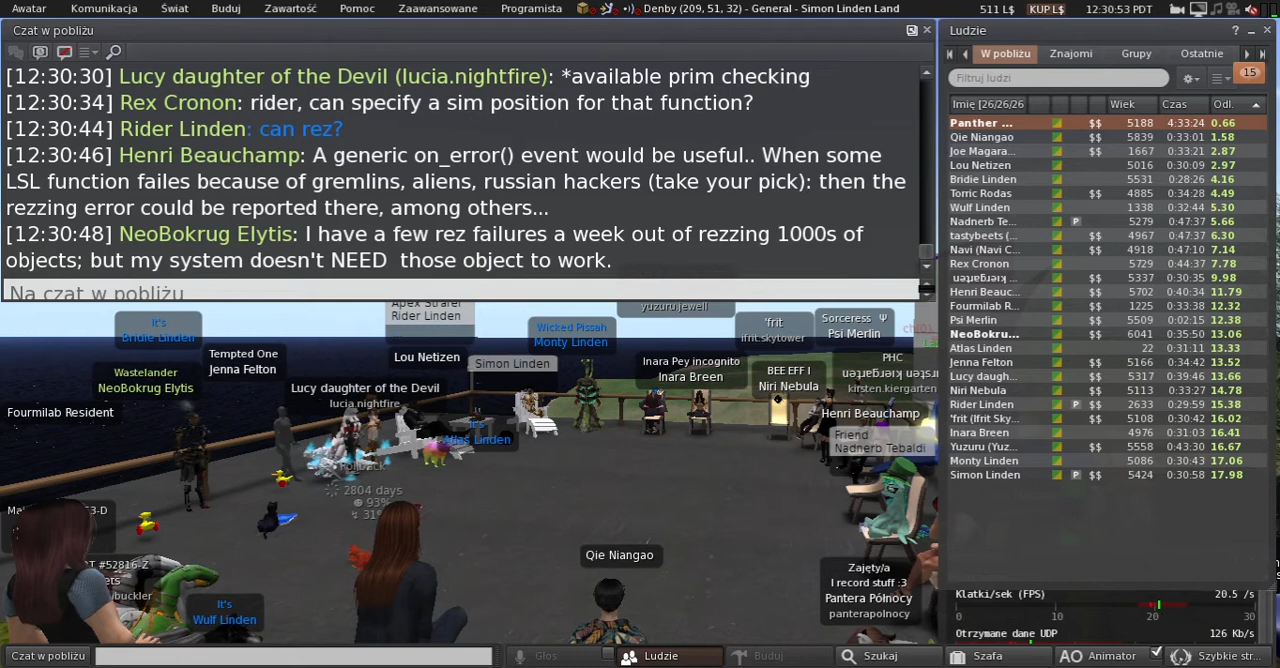 Awatar Komunikacja Świat Buduj Zawartość Pomoc Zaawansowane Programista Denby (209, 51, 32) - General - Simon Linden Land 511 L$ KUP L$ 12:30:53 PDT
Czat w pobliżu
[12:30:30] Lucy daughter of the Devil (lucia.nightfire): *available prim checking
[12:30:34] Rex Cronon: rider, can specify a sim position for that function?
[12:30:44] Rider Linden: can rez?
[12:30:46] Henri Beauchamp: A generic on_error() event would be useful.. When some
LSL function failes because of gremlins, aliens, russian hackers (take your pick): then the
rezzing error could be reported there, among others...
[12:30:48] NeoBokrug Elytis: I have a few rez failures a week out of rezzing 1000s of
objects; but my system doesn't NEED  those object to work.
Na czat w pobliżu
Ludzie
W pobliżu Znajomi Grupy Ostatnie
Filtruj ludzi
15
Imię [26/26/26 Wiek Czas Odl.
Panther ... $$ 5188 4:33:24 0.66
Qie Niangao $$ 5839 0:33:01 1.58
Joe Magara... $$ 1667 0:33:21 2.87
Lou Netizen 5016 0:30:09 2.97
Bridie Linden 5531 0:28:26 4.16
Torric Rodas $$ 4885 0:34:28 4.49
Wulf Linden 1338 0:32:44 5.30
Nadnerb Te... P 5279 0:47:37 5.66
tastybeets (... $$ 4967 0:47:37 6.30
Navi (Navi C... $$ 4918 0:47:10 7.14
Rex Cronon 5729 0:44:37 7.78
$$ 5337 0:30:35 9.98
Henri Beauc... $$ 5702 0:40:34 11.79
Fourmilab R... $$ 1225 0:33:38 12.32
Psi Merlin $$ 5509 0:02:15 12.38
NeoBokru... $$ 6041 0:35:50 13.06
Atlas Linden 22 0:31:11 13.33
Jenna Felton $$ 5166 0:34:42 13.52
Lucy daugh... $$ 5317 0:39:46 13.66
Niri Nebula $$ 5113 0:33:27 14.78
Rider Linden P $$ 2633 0:29:59 15.38
'frit (Ifrit Sky... $$ 5108 0:30:42 16.02
Inara Breen 4976 0:31:03 16.41
Yuzuru (Yuz... $$ 5558 0:43:30 16.67
Monty Linden 5086 0:30:43 17.06
Simon Linden P $$ 5424 0:30:58 17.98
Klatki/sek (FPS) 20.5 /s
0 10 20 30
Otrzymane dane UDP 126 Kb/s
Apex Strafer
Rider Linden
yuzuru.jewell
It's
Bridie Linden
Wicked Pissah
Monty Linden
'frit
ifrit.skytower
Sorceress Ψ
Psi Merlin
Tempted One
Jenna Felton
Lou Netizen
Simon Linden
Inara Pey incognito
Inara Breen
PHC
kirsten.kiergarten
Wastelander
NeoBokrug Elytis
BEE EFF I
Niri Nebula
Lucy daughter of the Devil
lucia.nightfire
Fourmilab Resident
Henri Beauchamp
It's
Atlas Linden
Friend
Nadnerb Tebaldi
Rollback
2804 days
93%
31%
Qie Niangao
Zajęty/a
I record stuff :3
Pantera Północy
panterapolnocy
It's
Wulf Linden
Czat w pobliżu Głos Ludzie Buduj Szukaj Szafa AO Animator Szybkie str...